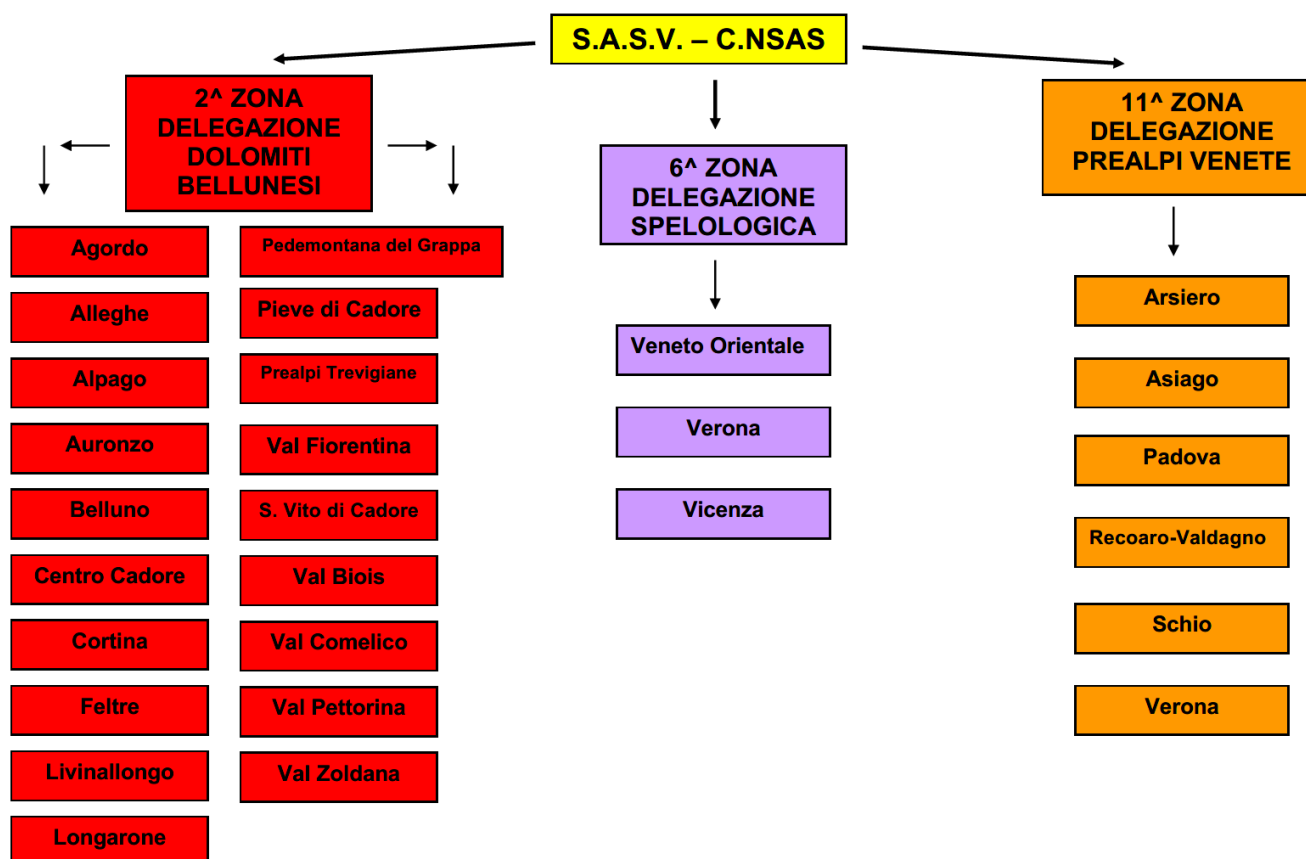 S.A.S.V. – C.NSAS
2^ ZONA
DELEGAZIONE
DOLOMITI
BELLUNESI
Agordo
Alleghe
Alpago
Auronzo
Belluno
Centro Cadore
Cortina
Feltre
Livinallongo
Longarone
Pedemontana del Grappa
Pieve di Cadore
Prealpi Trevigiane
Val Fiorentina
S. Vito di Cadore
Val Biois
Val Comelico
Val Pettorina
Val Zoldana
6^ ZONA
DELEGAZIONE
SPELOLOGICA
Veneto Orientale
Verona
Vicenza
11^ ZONA
DELEGAZIONE
PREALPI VENETE
Arsiero
Asiago
Padova
Recoaro-Valdagno
Schio
Verona